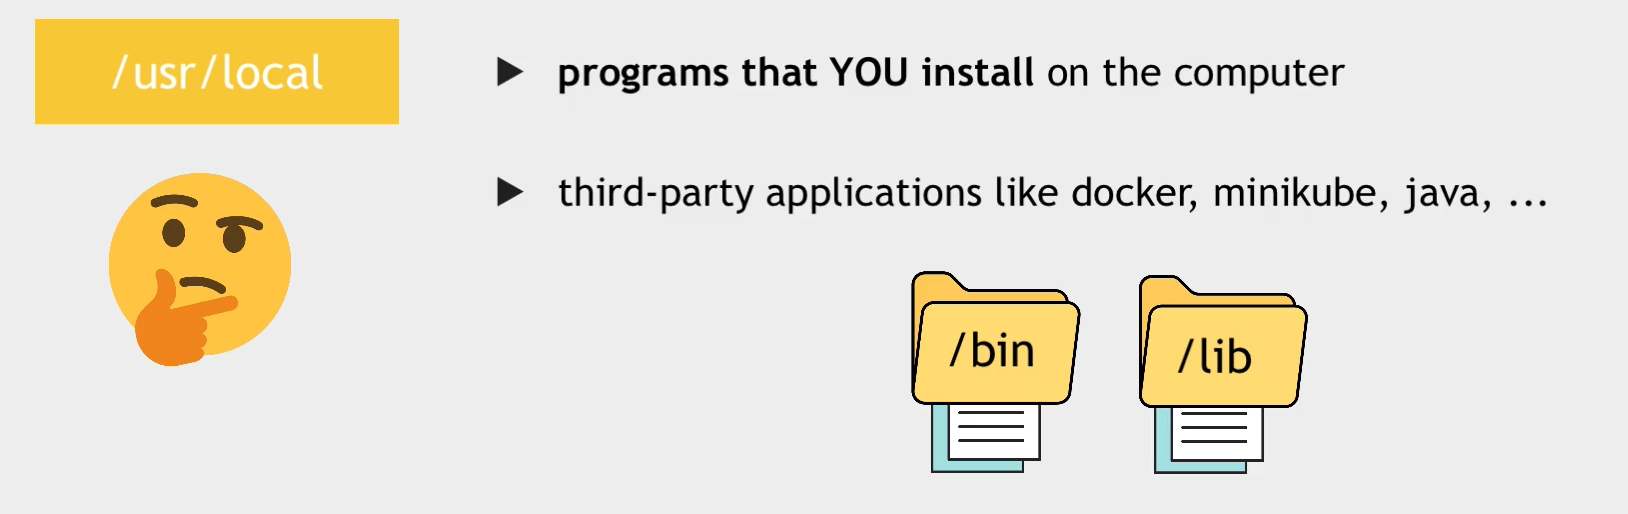 /usr/local
▶ programs that YOU install on the computer
▶ third-party applications like docker, minikube, java, ...
/bin
/lib